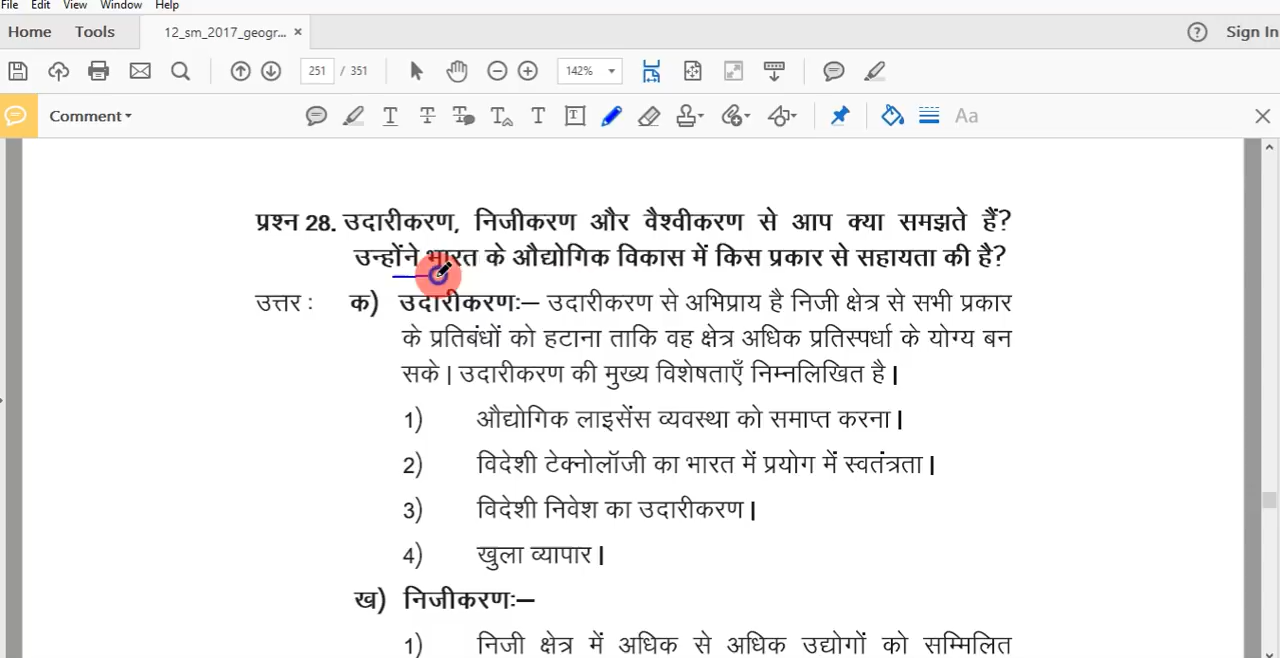 File Edit View Window Help
Home Tools 12_sm_2017_geogr... × ? Sign In
251 / 351 142%
Comment T T T T T Aa
प्रश्न 28. उदारीकरण, निजीकरण और वैश्वीकरण से आप क्या समझते हैं?
उन्होंने भारत के औद्योगिक विकास में किस प्रकार से सहायता की है?
उत्तर : क) उदारीकरणः– उदारीकरण से अभिप्राय है निजी क्षेत्र से सभी प्रकार
के प्रतिबंधों को हटाना ताकि वह क्षेत्र अधिक प्रतिस्पर्धा के योग्य बन
सके | उदारीकरण की मुख्य विशेषताएँ निम्नलिखित है |
1) औद्योगिक लाइसेंस व्यवस्था को समाप्त करना |
2) विदेशी टेक्नोलॉजी का भारत में प्रयोग में स्वतंत्रता |
3) विदेशी निवेश का उदारीकरण |
4) खुला व्यापार |
ख) निजीकरणः–
1) निजी क्षेत्र में अधिक से अधिक उद्योगों को सम्मिलित